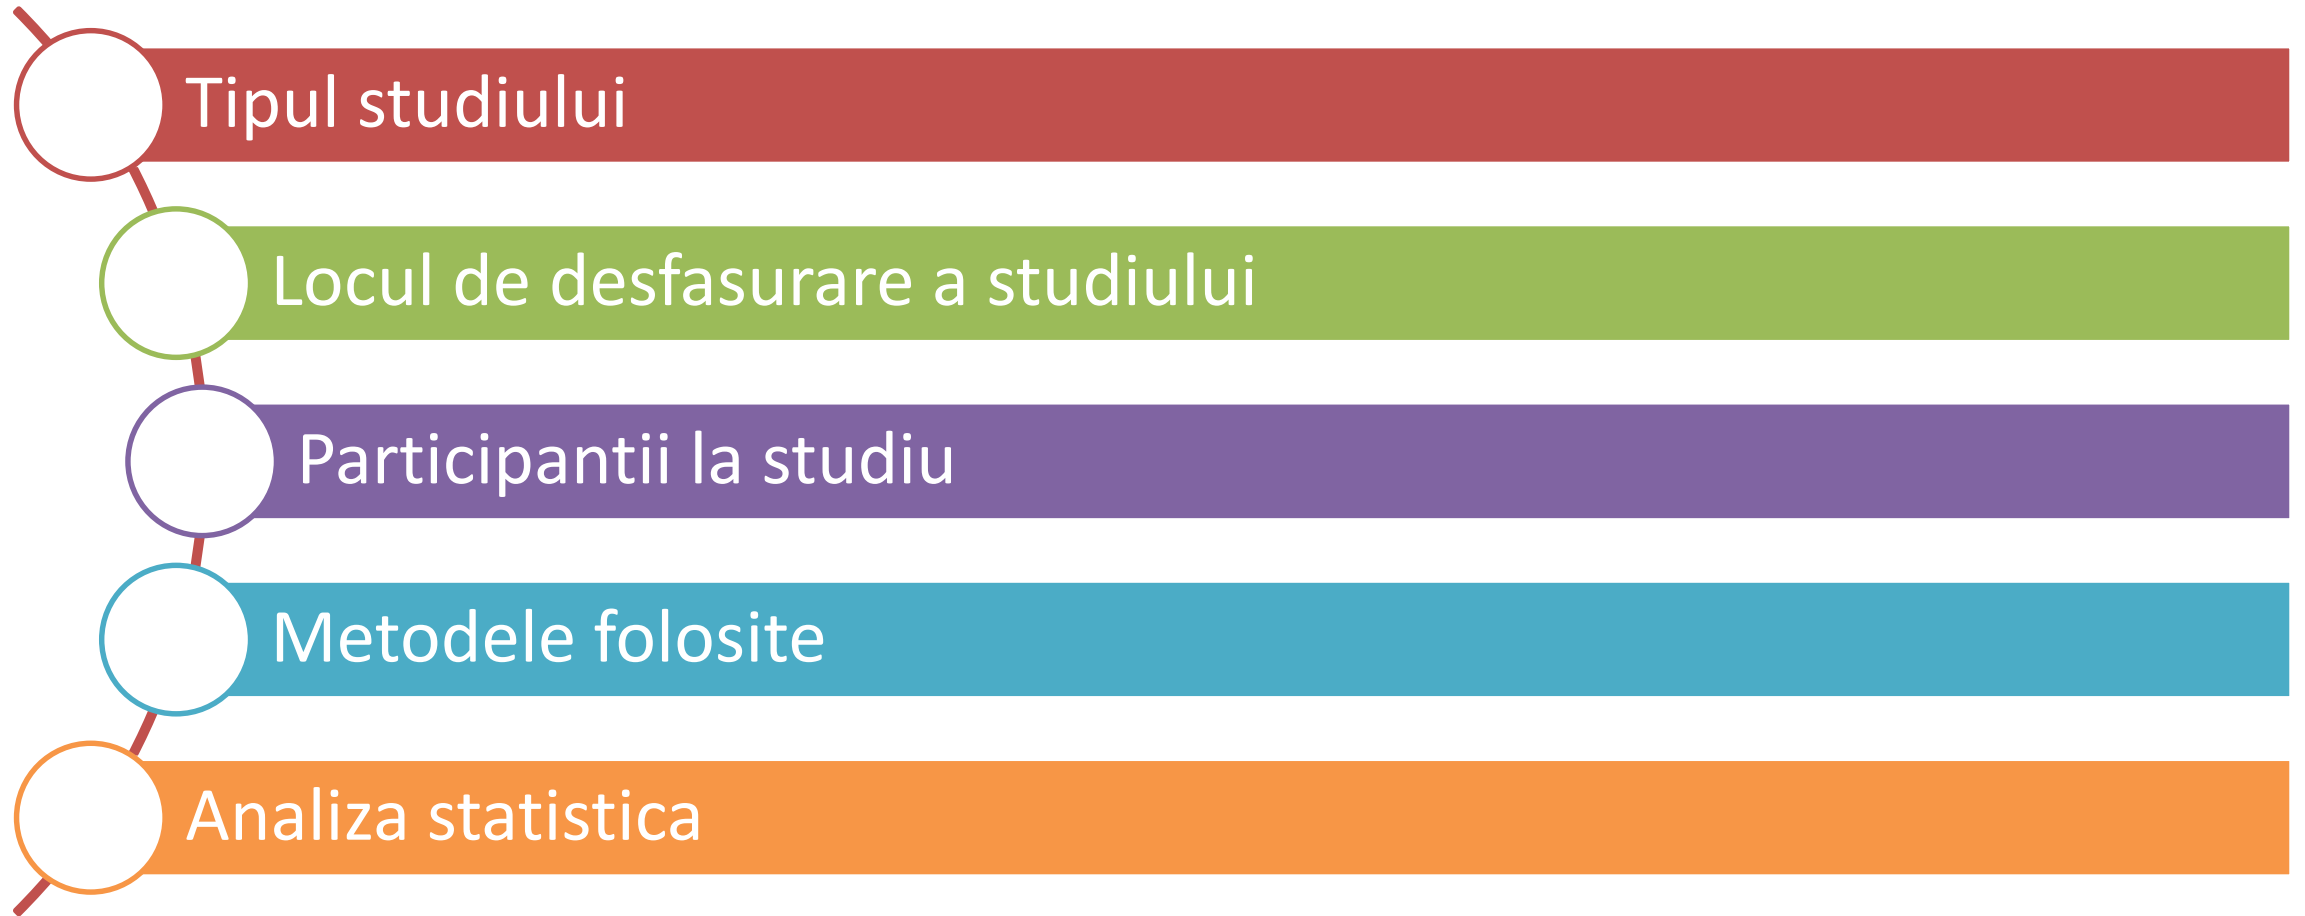 Tipul studiului
Locul de desfasurare a studiului
Participantii la studiu
Metodele folosite
Analiza statistica